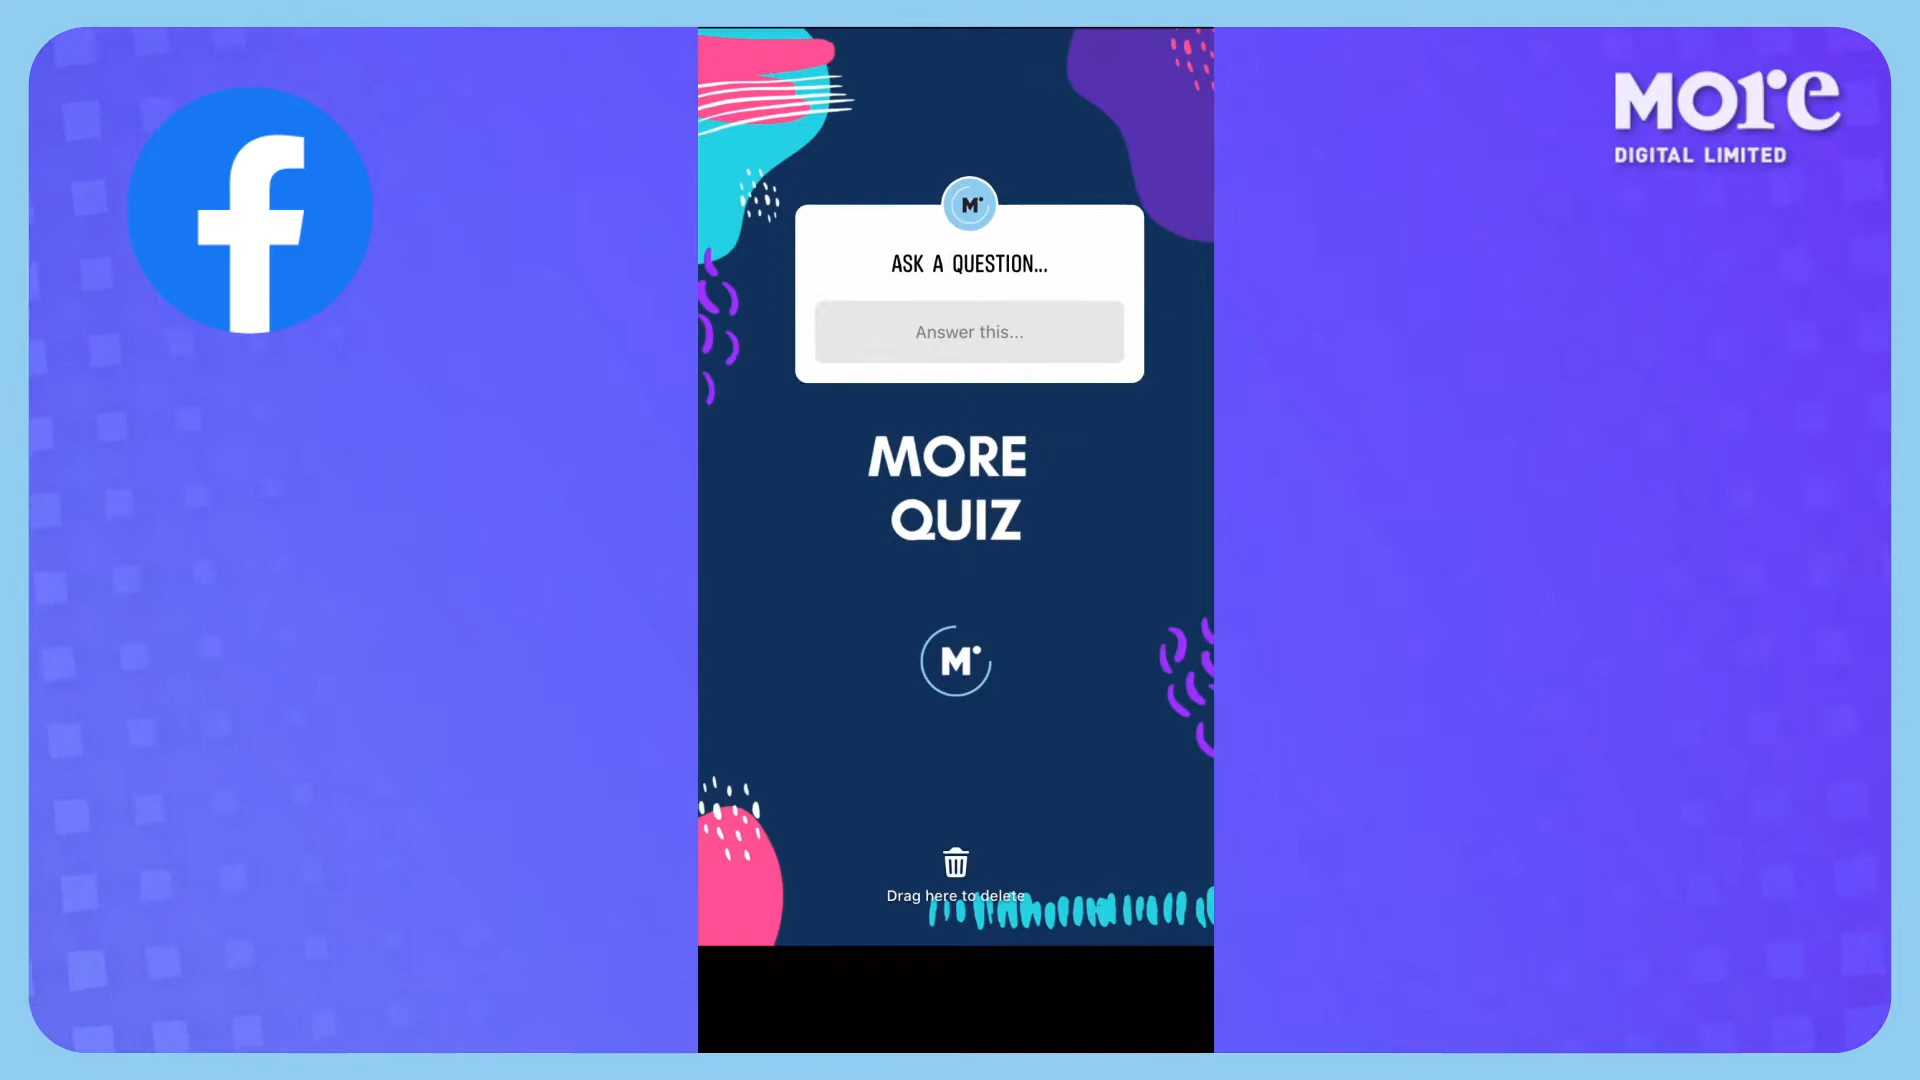 MORE
DIGITAL LIMITED
M
ASK A QUESTION...
Answer this...
MORE
QUIZ
M
Drag here to delete